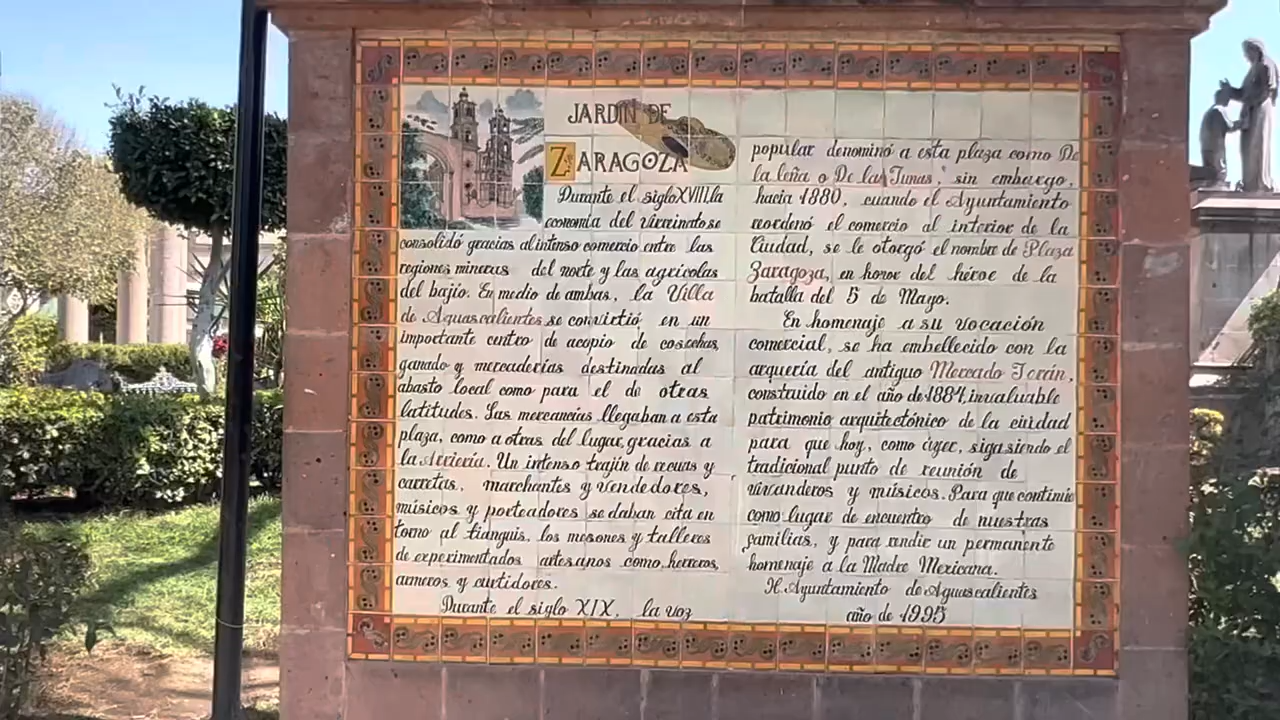 JARDIN DE
ZARAGOZA
Durante el siglo XVIII, la
economía del Virreinato se
consolidó gracias al intenso comercio entre las
regiones mineras del norte y las agrícolas
del bajío. En medio de ambas, la Villa
de Aguascalientes se convirtió en un
importante centro de acopio de cosechas,
ganado y mercaderías destinadas al
abasto local como para el de otras
latitudes. Las mercancías llegaban a esta
plaza, como a otras del lugar, gracias a
la Arriería. Un intenso trajín de recuas y
carretas, marchantes y vendedores,
músicos y porteadores se daban cita en
torno al tianguis, los mesones y talleres
de experimentados artesanos como, herreros,
armeros y curtidores.
Durante el siglo XIX, la voz
popular denominó a esta plaza como De
la leña o De las Tunas, sin embargo,
hacia 1880, cuando el Ayuntamiento
reordenó el comercio al interior de la
Ciudad, se le otorgó el nombre de Plaza
Zaragoza, en honor del héroe de la
batalla del 5 de Mayo.
En homenaje a su vocación
comercial, se ha embellecido con la
arquería del antiguo Mercado Terán,
construido en el año de 1884, invaluable
patrimonio arquitectónico de la ciudad
para que hoy, como ayer, siga siendo el
tradicional punto de reunión de
vivanderos y músicos. Para que continúe
como lugar de encuentro de nuestras
familias, y para rendir un permanente
homenaje a la Madre Mexicana.
H. Ayuntamiento de Aguascalientes
año de 1995